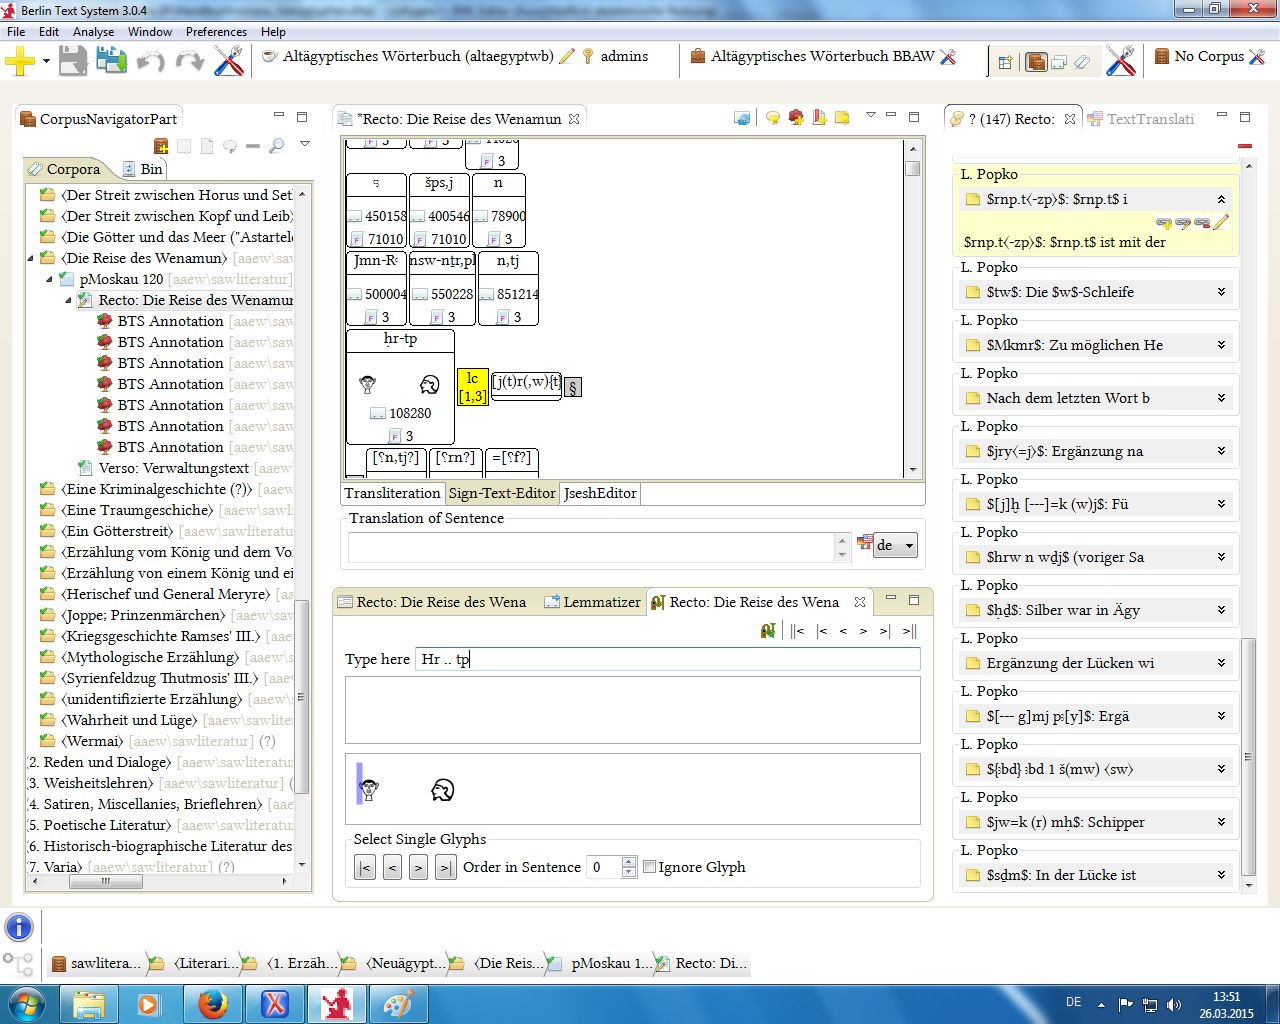 Berlin Text System 3.0.4
File Edit Analyse Window Preferences Help
Altägyptisches Wörterbuch (altaegyptwb) admins Altägyptisches Wörterbuch BBAW No Corpus
CorpusNavigatorPart
Corpora Bin
〈Der Streit zwischen Horus und Set
〈Der Streit zwischen Kopf und Leib〉
〈Die Götter und das Meer ("Astartele
〈Die Reise des Wenamun〉 [aaew\saw
pMoskau 120 [aaew\sawliteratur]
Recto: Die Reise des Wenamun
BTS Annotation [aaew\saw
BTS Annotation [aaew\saw
BTS Annotation [aaew\saw
BTS Annotation [aaew\saw
BTS Annotation [aaew\saw
BTS Annotation [aaew\saw
BTS Annotation [aaew\saw
Verso: Verwaltungstext [aaew
〈Eine Kriminalgeschichte (?)〉 [aaew
〈Eine Traumgeschiche〉 [aaew\sawl
〈Ein Götterstreit〉 [aaew\sawliteratu
〈Erzählung vom König und dem Vo
〈Erzählung von einem König und ei
〈Herischef und General Meryre〉 [aa
〈Joppe; Prinzenmärchen〉 [aaew\saw
〈Kriegsgeschichte Ramses' III.〉 [aae
〈Mythologische Erzählung〉 [aaew\s
〈Syrienfeldzug Thutmosis' III.〉 [aae
〈unidentifizierte Erzählung〉 [aaew\s
〈Wahrheit und Lüge〉 [aaew\sawliter
〈Wermai〉 [aaew\sawliteratur] (?)
(2. Reden und Dialoge〉 [aaew\sawliterat
(3. Weisheitslehren〉 [aaew\sawliteratur] (
(4. Satiren, Miscellanies, Brieflehren〉 [aae
(5. Poetische Literatur〉 [aaew\sawliteratu
(6. Historisch-biographische Literatur des
(7. Varia〉 [aaew\sawliteratur] (?)
*Recto: Die Reise des Wenamun
3 3
3
šps,j n
450158 400546 78900
71010 71010 3
Jmn-Rꜥ nsw-nṯr,pl n,tj
500004 550228 851214
3 3 3
ḥr-tp
108280
3
lc
[1,3]
[j(t)r(,w){t}
§
[⸮n,tj?] [⸮rn?] =[⸮f?]
Transliteration Sign-Text-Editor JseshEditor
Translation of Sentence
de
Recto: Die Reise des Wena Lemmatizer Recto: Die Reise des Wena
||< |< < > >| >||
Type here Hr .. tp
Select Single Glyphs
|< < > >| Order in Sentence 0 Ignore Glyph
? (147) Recto: TextTranslati
L. Popko
$rnp.t〈-zp〉$: $rnp.t$ i
$rnp.t〈-zp〉$: $rnp.t$ ist mit der
L. Popko
$tw$: Die $w$-Schleife
L. Popko
$Mkmr$: Zu möglichen He
L. Popko
Nach dem letzten Wort b
L. Popko
$jry〈=j〉$: Ergänzung na
L. Popko
$[j]ḥ [---]=k (w)j$: Fü
L. Popko
$hrw n wḏj$ (voriger Sa
L. Popko
$ḥḏ$: Silber war in Ägy
L. Popko
Ergänzung der Lücken wi
L. Popko
$[--- g]mj pꜣ[y]$: Ergä
L. Popko
${ꜣbd} ꜣbd 1 š(mw) 〈sw〉
L. Popko
$jw=k (r) mḥ$: Schipper
L. Popko
$sḏm$: In der Lücke ist
sawlitera... 〈Literari... 〈1. Erzäh... 〈Neuägypt... 〈Die Reis... pMoskau 1... Recto: Di...
DE 13:51
26.03.2015